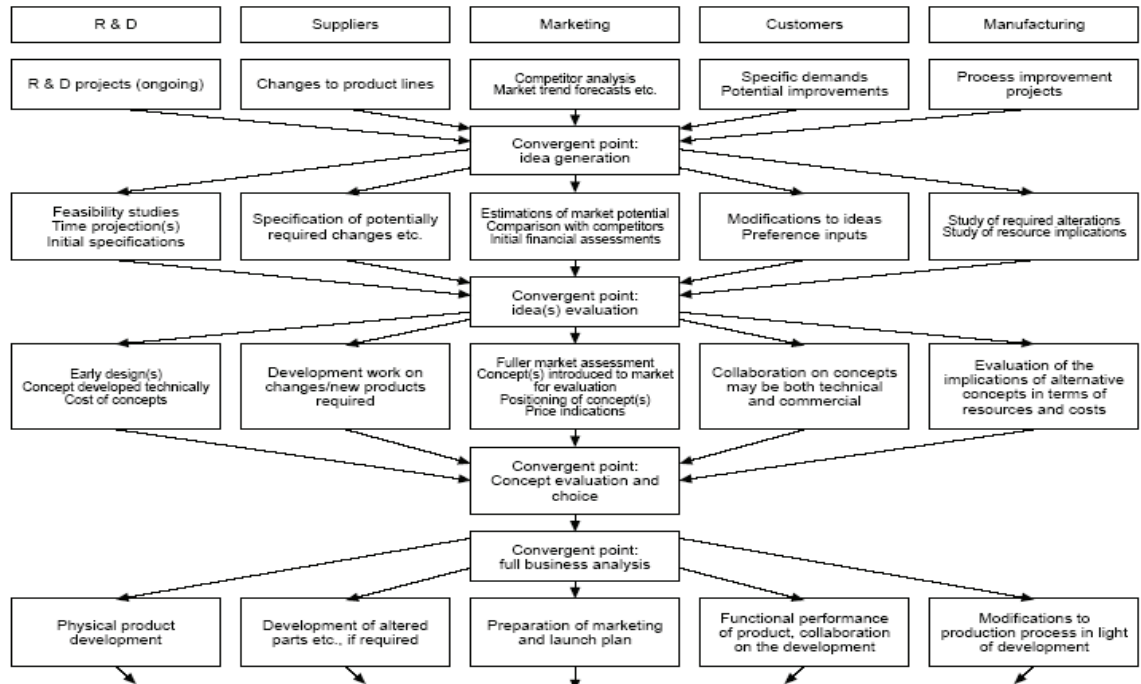 R & D
Suppliers
Marketing
Customers
Manufacturing
R & D projects (ongoing)
Changes to product lines
Competitor analysis
Market trend forecasts etc.
Specific demands
Potential improvements
Process improvement
projects
Convergent point:
idea generation
Feasibility studies
Time projection(s)
Initial specifications
Specification of potentially
required changes etc.
Estimations of market potential
Comparison with competitors
Initial financial assessments
Modifications to ideas
Preference inputs
Study of required alterations
Study of resource implications
Convergent point:
idea(s) evaluation
Early design(s)
Concept developed technically
Cost of concepts
Development work on
changes/new products
required
Fuller market assessment
Concept(s) introduced to market
for evaluation
Positioning of concept(s)
Price indications
Collaboration on concepts
may be both technical
and commercial
Evaluation of the
implications of alternative
concepts in terms of
resources and costs
Convergent point:
Concept evaluation and
choice
Convergent point:
full business analysis
Physical product
development
Development of altered
parts etc., if required
Preparation of marketing
and launch plan
Functional performance
of product, collaboration
on the development
Modifications to
production process in light
of development